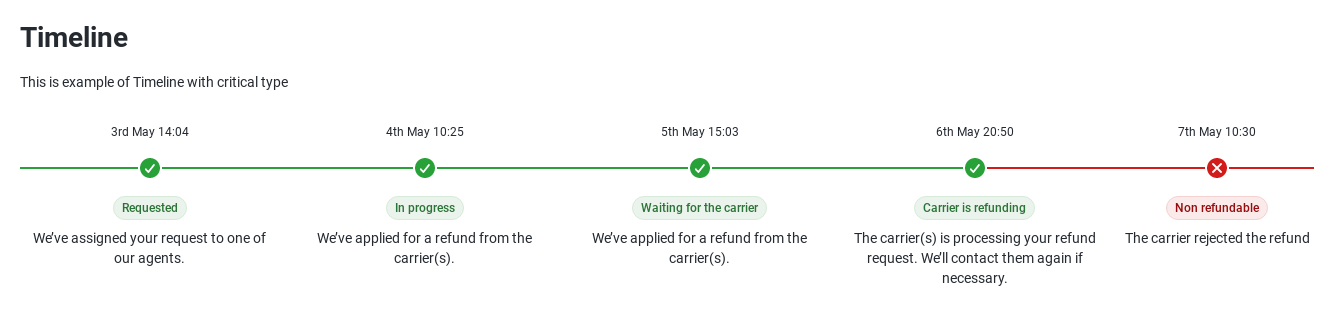 Timeline
This is example of Timeline with critical type
3rd May 14:04
4th May 10:25
5th May 15:03
6th May 20:50
7th May 10:30
Requested
In progress
Waiting for the carrier
Carrier is refunding
Non refundable
We’ve assigned your request to one of
our agents.
We’ve applied for a refund from the
carrier(s).
We’ve applied for a refund from the
carrier(s).
The carrier(s) is processing your refund
request. We’ll contact them again if
necessary.
The carrier rejected the refund